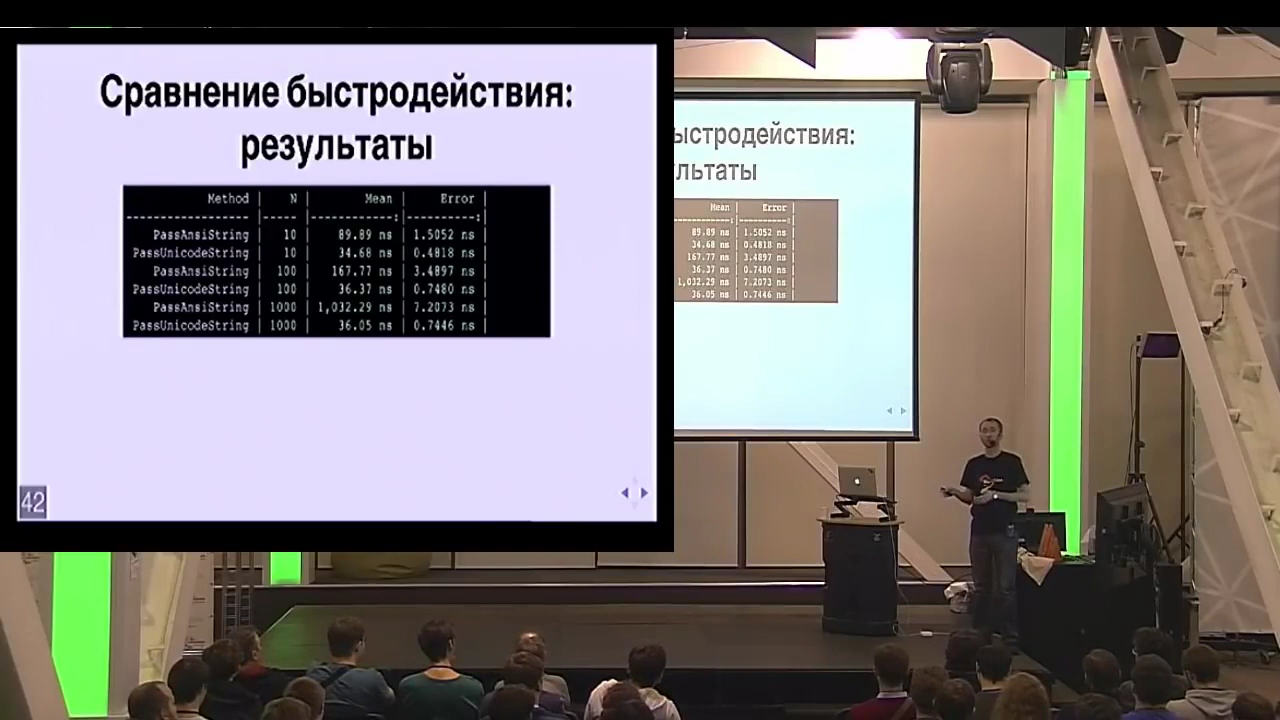 Сравнение быстродействия:
результаты
Method | N | Mean | Error |
------------------ |----- |------------:|----------:|
PassAnsiString | 10 | 89.89 ns | 1.5052 ns |
PassUnicodeString | 10 | 34.68 ns | 0.4818 ns |
PassAnsiString | 100 | 167.77 ns | 3.4897 ns |
PassUnicodeString | 100 | 36.37 ns | 0.7480 ns |
PassAnsiString | 1000 | 1,032.29 ns | 7.2073 ns |
PassUnicodeString | 1000 | 36.05 ns | 0.7446 ns |
42
ыстродействия:
льтаты
Mean | Error |
89.89 ns | 1.5052 ns |
34.68 ns | 0.4818 ns |
167.77 ns | 3.4897 ns |
36.37 ns | 0.7480 ns |
1,032.29 ns | 7.2073 ns |
36.05 ns | 0.7446 ns |